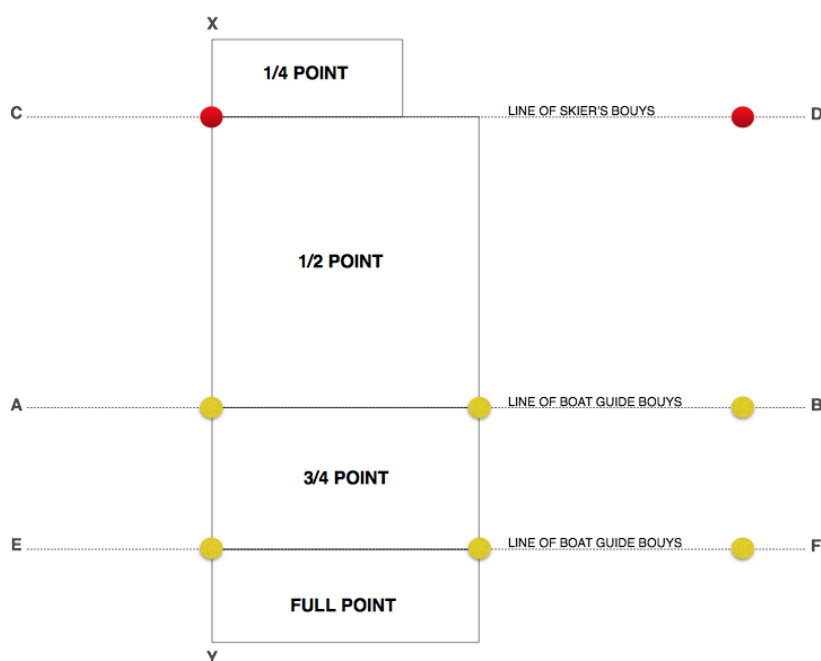 X
1/4 POINT
C LINE OF SKIER'S BOUYS D
1/2 POINT
A LINE OF BOAT GUIDE BOUYS B
3/4 POINT
E LINE OF BOAT GUIDE BOUYS F
FULL POINT
Y